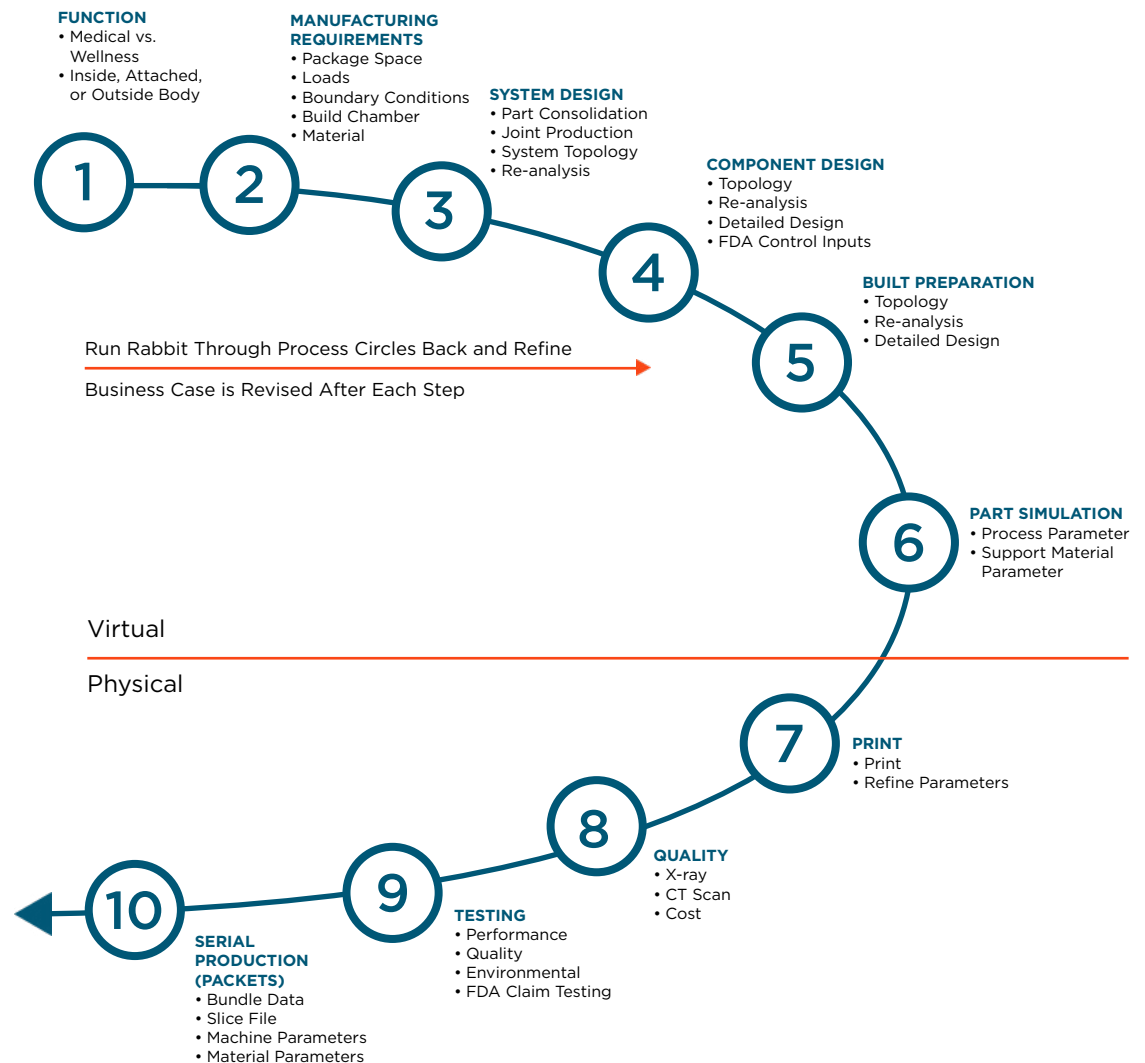 FUNCTION
• Medical vs.
Wellness
• Inside, Attached,
or Outside Body
1
MANUFACTURING
REQUIREMENTS
• Package Space
• Loads
• Boundary Conditions
• Build Chamber
• Material
2
SYSTEM DESIGN
• Part Consolidation
• Joint Production
• System Topology
• Re-analysis
3
COMPONENT DESIGN
• Topology
• Re-analysis
• Detailed Design
• FDA Control Inputs
4
BUILT PREPARATION
• Topology
• Re-analysis
• Detailed Design
5
Run Rabbit Through Process Circles Back and Refine
Business Case is Revised After Each Step
6
PART SIMULATION
• Process Parameter
• Support Material
Parameter
Virtual
Physical
7
PRINT
• Print
• Refine Parameters
8
QUALITY
• X-ray
• CT Scan
• Cost
9
TESTING
• Performance
• Quality
• Environmental
• FDA Claim Testing
10
SERIAL
PRODUCTION
(PACKETS)
• Bundle Data
• Slice File
• Machine Parameters
• Material Parameters